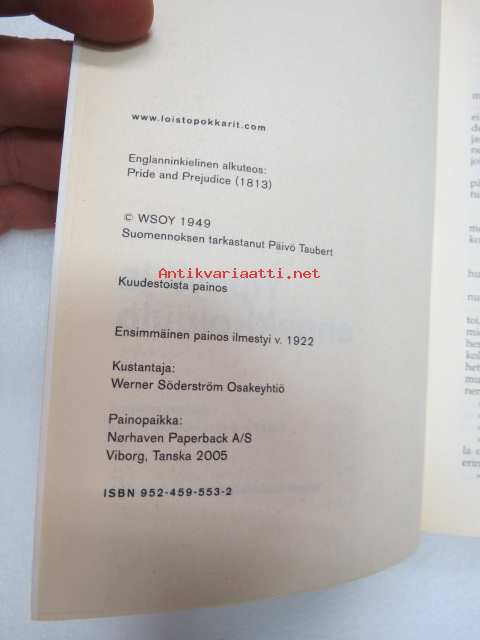 www.loistopokkarit.com
Englanninkielinen alkuteos:
Pride and Prejudice (1813)
© WSOY 1949
Suomennoksen tarkastanut Päivö Taubert
Antikvariaatti.net
Kuudestoista painos
Ensimmäinen painos ilmestyi v. 1922
Kustantaja:
Werner Söderström Osakeyhtiö
Painopaikka:
Nørhaven Paperback A/S
Viborg, Tanska 2005
ISBN 952-459-553-2